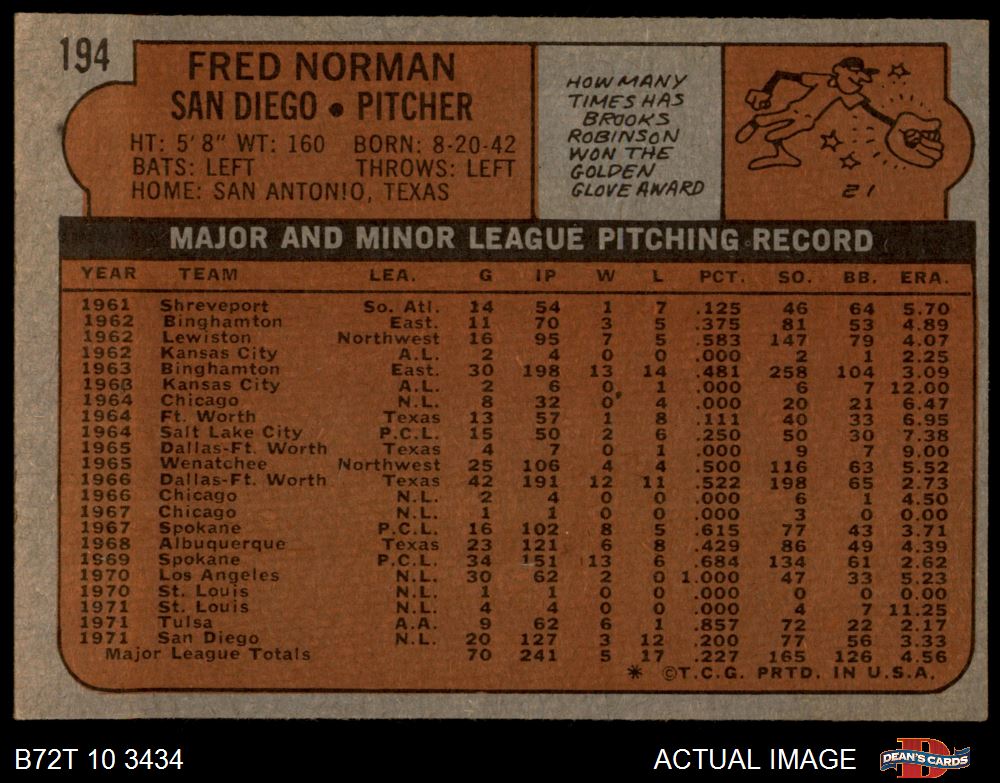 194
FRED NORMAN
SAN DIEGO • PITCHER
HT: 5'8" WT: 160 BORN: 8-20-42
BATS: LEFT THROWS: LEFT
HOME: SAN ANTONIO, TEXAS
HOW MANY
TIMES HAS
BROOKS
ROBINSON
WON THE
GOLDEN
GLOVE AWARD
21
MAJOR AND MINOR LEAGUE PITCHING RECORD
YEAR TEAM LEA. G IP W L PCT. SO. BB. ERA.
1961 Shreveport So. Atl. 14 54 1 7 .125 46 64 5.70
1962 Binghamton East. 11 70 3 5 .375 81 53 4.89
1962 Lewiston Northwest 16 95 7 5 .583 147 79 4.07
1962 Kansas City A.L. 2 4 0 0 .000 2 1 2.25
1963 Binghamton East. 30 198 13 14 .481 258 104 3.09
1963 Kansas City A.L. 2 6 0 1 .000 6 7 12.00
1964 Chicago N.L. 8 32 0 4 .000 20 21 6.47
1964 Ft. Worth Texas 13 57 1 8 .111 40 33 6.95
1964 Salt Lake City P.C.L. 15 50 2 6 .250 50 30 7.38
1965 Dallas-Ft. Worth Texas 4 7 0 1 .000 9 7 9.00
1965 Wenatchee Northwest 25 106 4 4 .500 116 63 5.52
1966 Dallas-Ft. Worth Texas 42 191 12 11 .522 198 65 2.73
1966 Chicago N.L. 2 4 0 0 .000 6 1 4.50
1967 Chicago N.L. 1 1 0 0 .000 3 0 0.00
1967 Spokane P.C.L. 16 102 8 5 .615 77 43 3.71
1968 Albuquerque Texas 23 121 6 8 .429 86 49 4.39
1969 Spokane P.C.L. 34 151 13 6 .684 134 61 2.62
1970 Los Angeles N.L. 30 62 2 0 1.000 47 33 5.23
1970 St. Louis N.L. 1 1 0 0 .000 0 0 0.00
1971 St. Louis N.L. 4 4 0 0 .000 4 7 11.25
1971 Tulsa A.A. 9 62 6 1 .857 72 22 2.17
1971 San Diego N.L. 20 127 3 12 .200 77 56 3.33
Major League Totals 70 241 5 17 .227 165 126 4.56
* ©T.C.G. PRTD. IN U.S.A.
B72T 10 3434 ACTUAL IMAGE DEAN'S CARDS